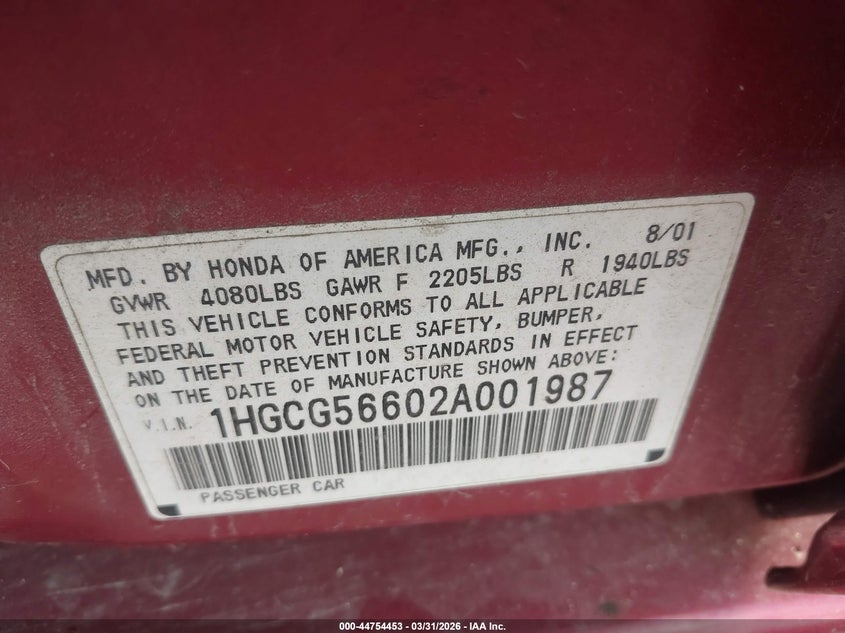 MFD. BY HONDA OF AMERICA MFG., INC. 8/01
GVWR 4080LBS GAWR F 2205LBS R 1940LBS
THIS VEHICLE CONFORMS TO ALL APPLICABLE
FEDERAL MOTOR VEHICLE SAFETY, BUMPER,
AND THEFT PREVENTION STANDARDS IN EFFECT
ON THE DATE OF MANUFACTURE SHOWN ABOVE:
V.I.N. 1HGCG56602A001987
PASSENGER CAR
000-44754453 - 03/31/2026 - IAA Inc.